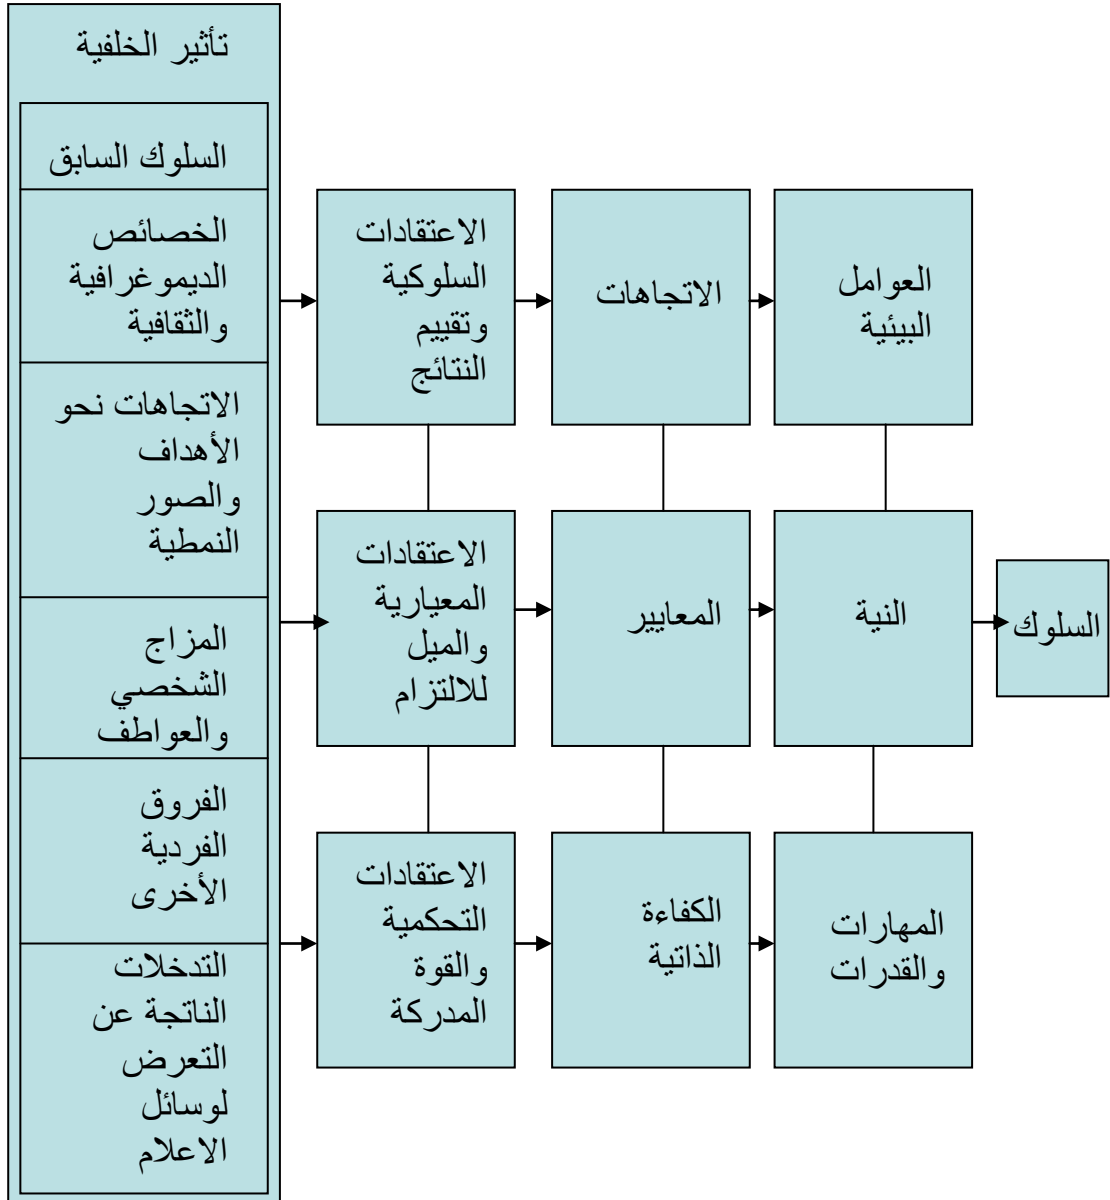 تأثير الخلفية
السلوك السابق
الخصائص
الديموغرافية
والثقافية
الاتجاهات نحو
الأهداف
والصور
النمطية
المزاج
الشخصي
والعواطف
الفروق
الفردية
الأخرى
التدخلات
الناتجة عن
التعرض
لوسائل
الاعلام
الاعتقادات
السلوكية
وتقييم
النتائج
الاتجاهات
العوامل
البيئية
الاعتقادات
المعيارية
والميل
للالتزام
المعايير
النية
السلوك
الاعتقادات
التحكمية
والقوة
المدركة
الكفاءة
الذاتية
المهارات
والقدرات